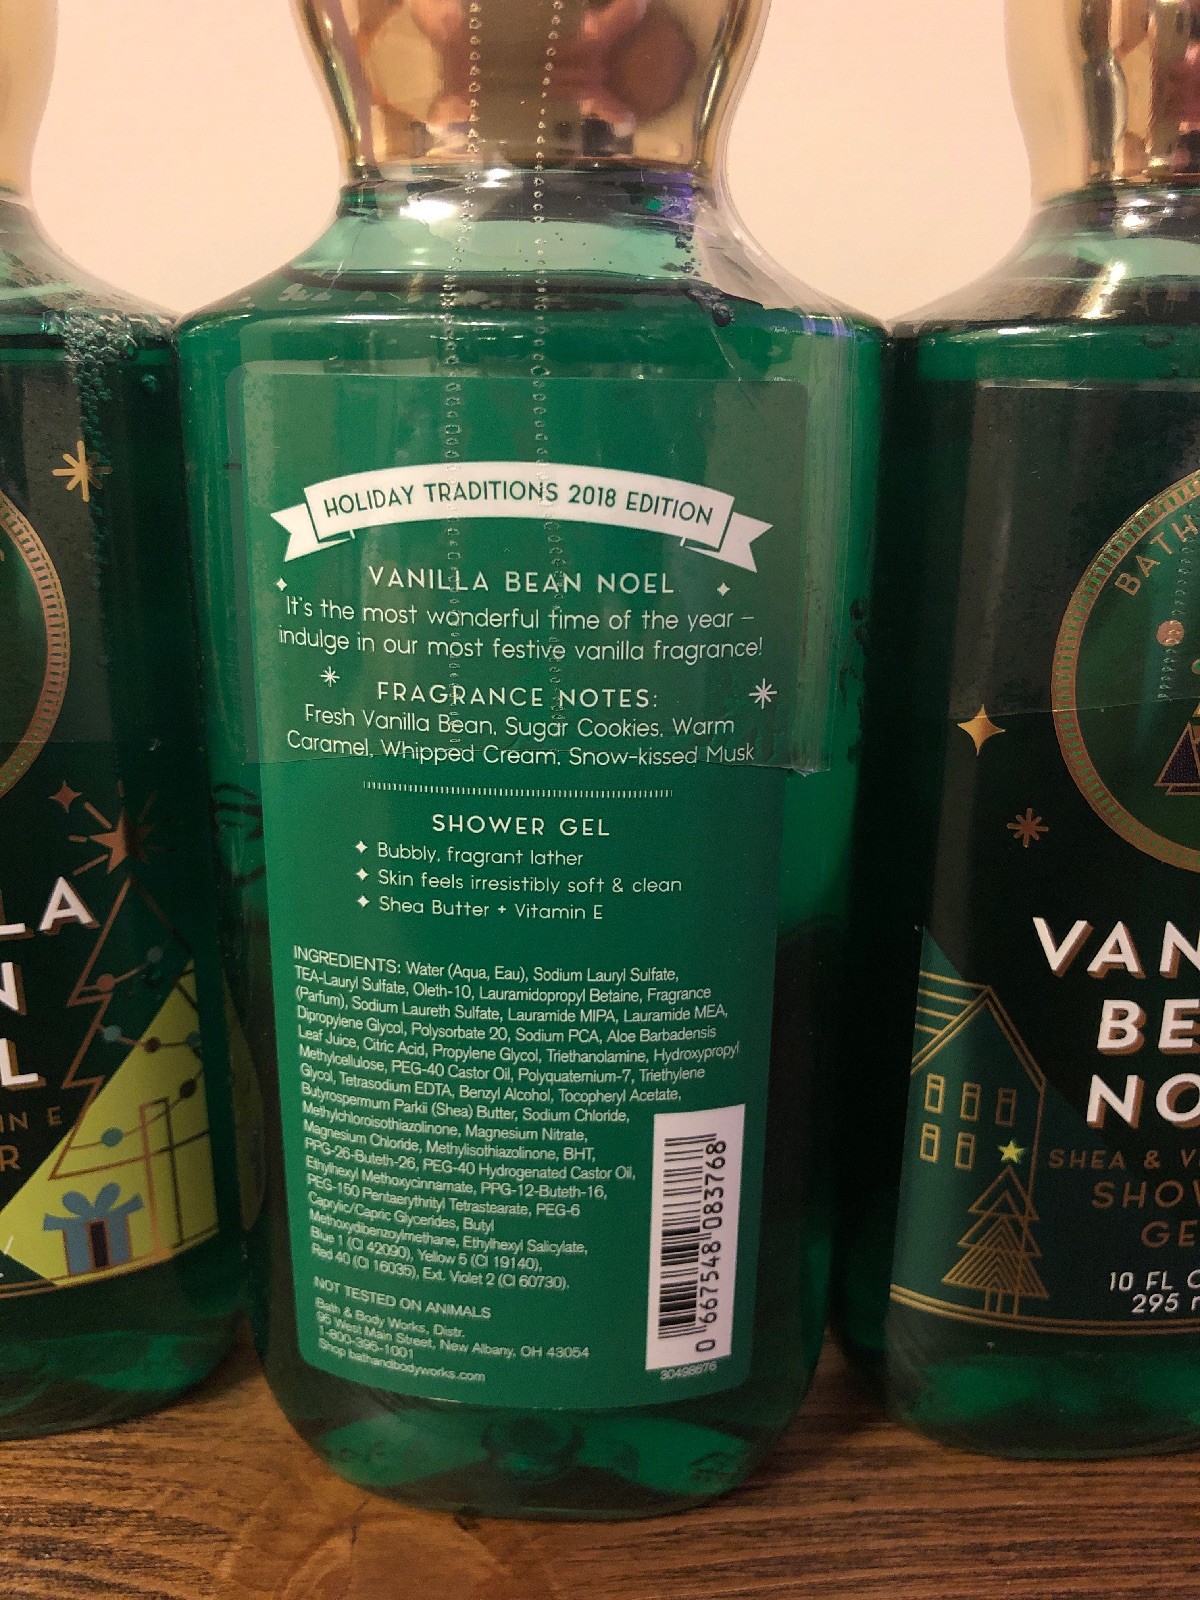 HOLIDAY TRADITIONS 2018 EDITION
VANILLA BEAN NOEL
It's the most wonderful time of the year –
indulge in our most festive vanilla fragrance!
FRAGRANCE NOTES:
Fresh Vanilla Bean, Sugar Cookies, Warm
Caramel, Whipped Cream, Snow-kissed Musk
SHOWER GEL
Bubbly, fragrant lather
Skin feels irresistibly soft & clean
Shea Butter + Vitamin E
INGREDIENTS: Water (Aqua, Eau), Sodium Lauryl Sulfate,
TEA-Lauryl Sulfate, Oleth-10, Lauramidopropyl Betaine, Fragrance
(Parfum), Sodium Laureth Sulfate, Lauramide MIPA, Lauramide MEA,
Dipropylene Glycol, Polysorbate 20, Sodium PCA, Aloe Barbadensis
Leaf Juice, Citric Acid, Propylene Glycol, Triethanolamine, Hydroxypropyl
Methylcellulose, PEG-40 Castor Oil, Polyquaternium-7, Triethylene
Glycol, Tetrasodium EDTA, Benzyl Alcohol, Tocopheryl Acetate,
Butyrospermum Parkii (Shea) Butter, Sodium Chloride,
Methylchloroisothiazolinone, Magnesium Nitrate,
Magnesium Chloride, Methylisothiazolinone, BHT,
PPG-26-Buteth-26, PEG-40 Hydrogenated Castor Oil,
Ethylhexyl Methoxycinnamate, PPG-12-Buteth-16,
PEG-150 Pentaerythrityl Tetrastearate, PEG-6
Caprylic/Capric Glycerides, Butyl
Methoxydibenzoylmethane, Ethylhexyl Salicylate,
Blue 1 (CI 42090), Yellow 5 (CI 19140),
Red 40 (CI 16035), Ext. Violet 2 (CI 60730).
NOT TESTED ON ANIMALS
Bath & Body Works, Distr.
95 West Main Street, New Albany, OH 43054
1-800-395-1001
Shop bathandbodyworks.com
0 667548 083768
30498676
LA
N
L
IN E
R
BATH
VAN
BE
NO
SHEA & V
SHOW
GE
10 FL O
295 m